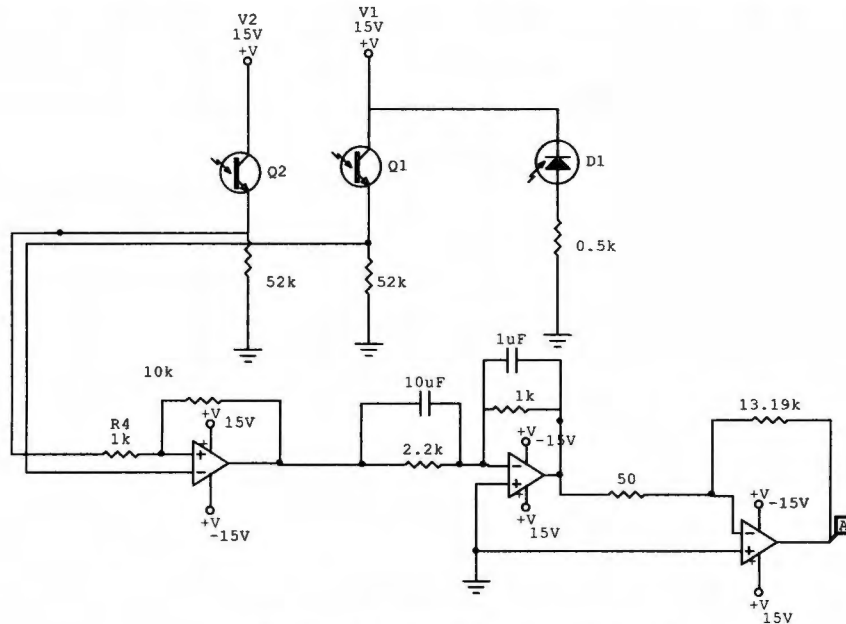 V2
15V
+V
V1
15V
+V
Q2
Q1
D1
52k
52k
0.5k
10k
R4
1k
+V
15V
+
-
+
+V
-15V
10uF
2.2k
1uF
1k
+V
-15V
-
+
+
+V
15V
50
13.19k
+V
-15V
-
+
+
+V
15V
A